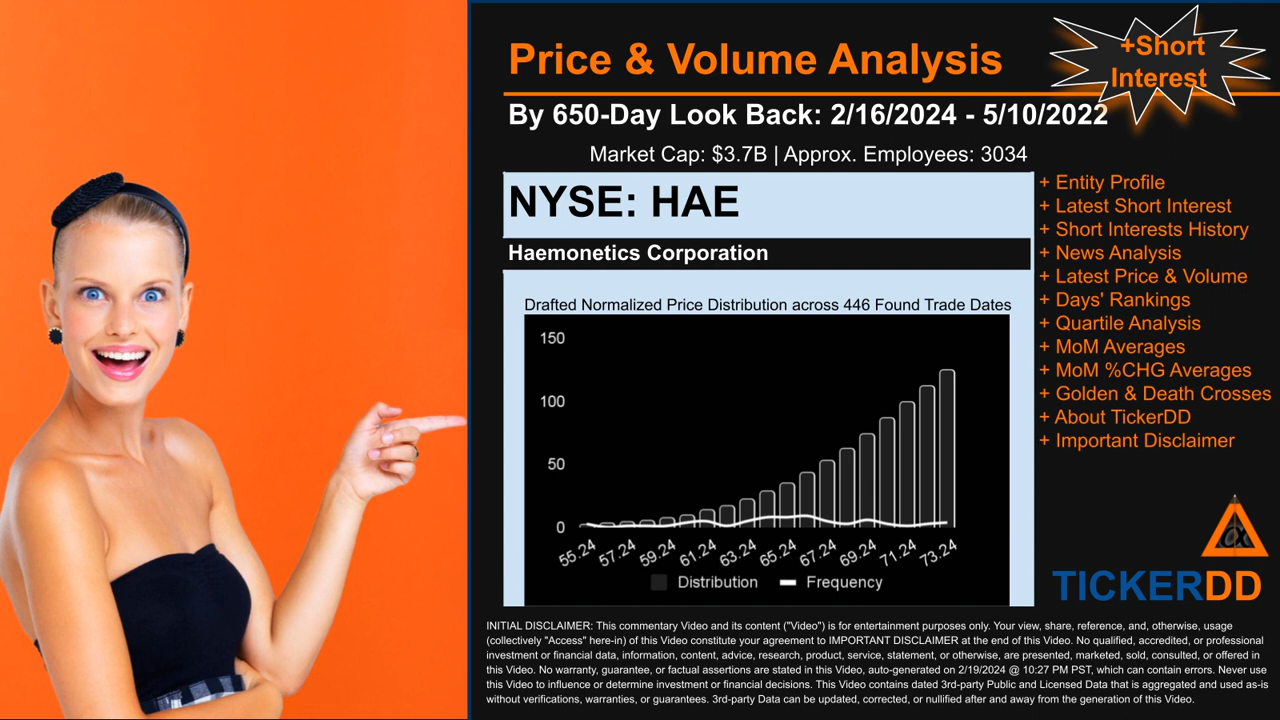 Price & Volume Analysis
+Short
Interest
By 650-Day Look Back: 2/16/2024 - 5/10/2022
Market Cap: $3.7B | Approx. Employees: 3034
NYSE: HAE
Haemonetics Corporation
Drafted Normalized Price Distribution across 446 Found Trade Dates
150
100
50
0
55.24
57.24
59.24
61.24
63.24
65.24
67.24
69.24
71.24
73.24
Distribution
Frequency
+ Entity Profile
+ Latest Short Interest
+ Short Interests History
+ News Analysis
+ Latest Price & Volume
+ Days' Rankings
+ Quartile Analysis
+ MoM Averages
+ MoM %CHG Averages
+ Golden & Death Crosses
+ About TickerDD
+ Important Disclaimer
TICKERDD
INITIAL DISCLAIMER: This commentary Video and its content ("Video") is for entertainment purposes only. Your view, share, reference, and, otherwise, usage
(collectively "Access" here-in) of this Video constitute your agreement to IMPORTANT DISCLAIMER at the end of this Video. No qualified, accredited, or professional
investment or financial data, information, content, advice, research, product, service, statement, or otherwise, are presented, marketed, sold, consulted, or offered in
this Video. No warranty, guarantee, or factual assertions are stated in this Video, auto-generated on 2/19/2024 @ 10:27 PM PST, which can contain errors. Never use
this Video to influence or determine investment or financial decisions. This Video contains dated 3rd-party Public and Licensed Data that is aggregated and used as-is
without verifications, warranties, or guarantees. 3rd-party Data can be updated, corrected, or nullified after and away from the generation of this Video.